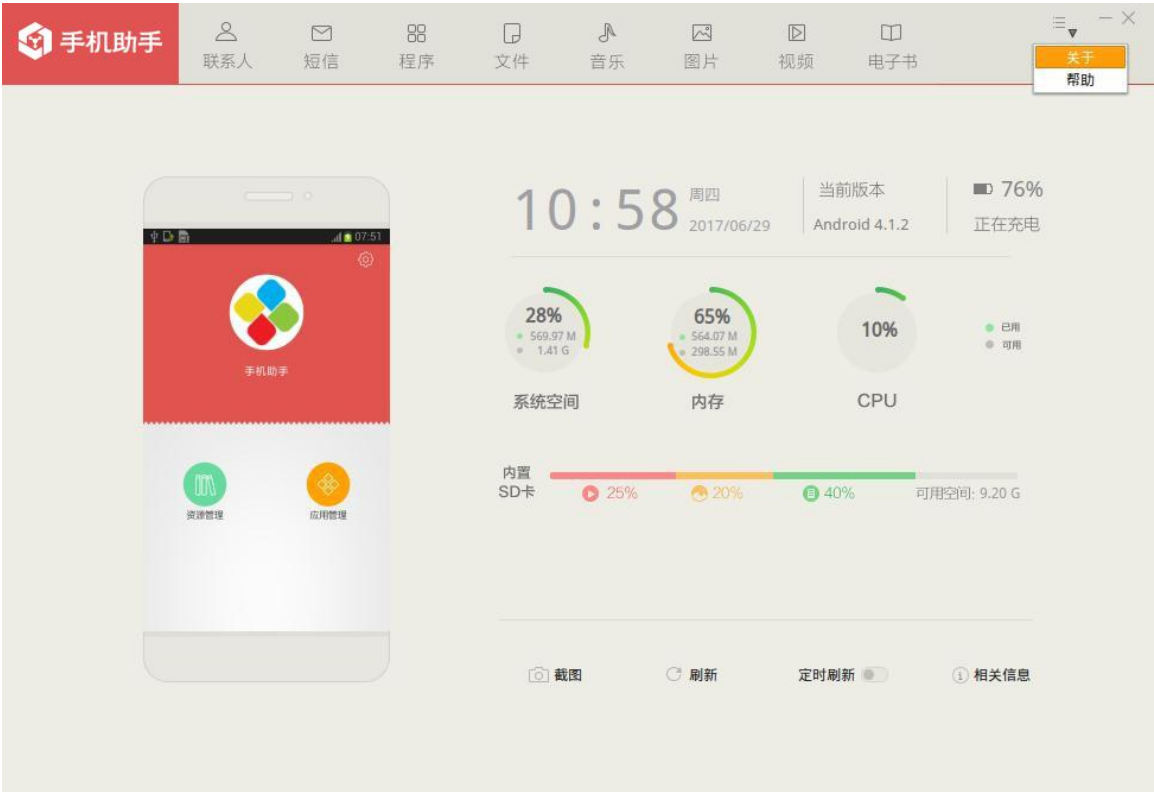 手机助手
联系人 短信 程序 文件 音乐 图片 视频 电子书
关于
帮助
07:51
手机助手
资源管理 应用管理
10:58
周四
2017/06/29
当前版本
Android 4.1.2
76%
正在充电
28%
569.97 M
1.41 G
系统空间
65%
564.07 M
298.55 M
内存
10%
CPU
已用
可用
内置
SD卡
25% 20% 40% 可用空间: 9.20 G
截图 刷新 定时刷新 相关信息